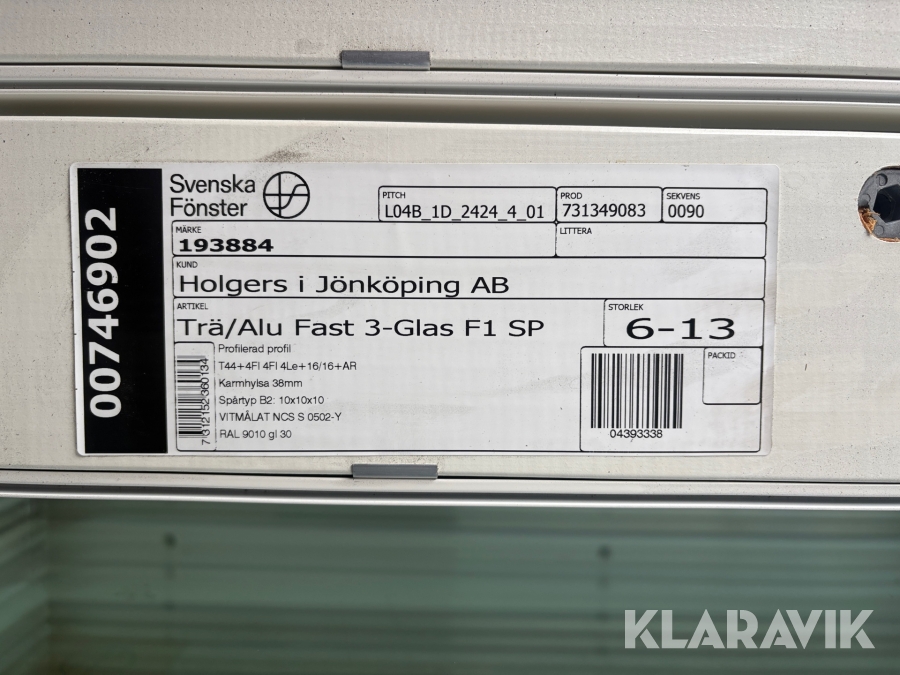 00746902
Svenska
Fönster
PITCH
L04B_1D_2424_4_01
PROD
731349083
SEKVENS
0090
MÄRKE
193884
LITTERA
KUND
Holgers i Jönköping AB
ARTIKEL
Trä/Alu Fast 3-Glas F1 SP
STORLEK
6-13
Profilerad profil
T44+4Fl 4Fl 4Le+16/16+AR
Karmhylsa 38mm
Spårtyp B2: 10x10x10
VITMÅLAT NCS S 0502-Y
RAL 9010 gl 30
7312152360134
04393338
PACKID
KLARAVIK